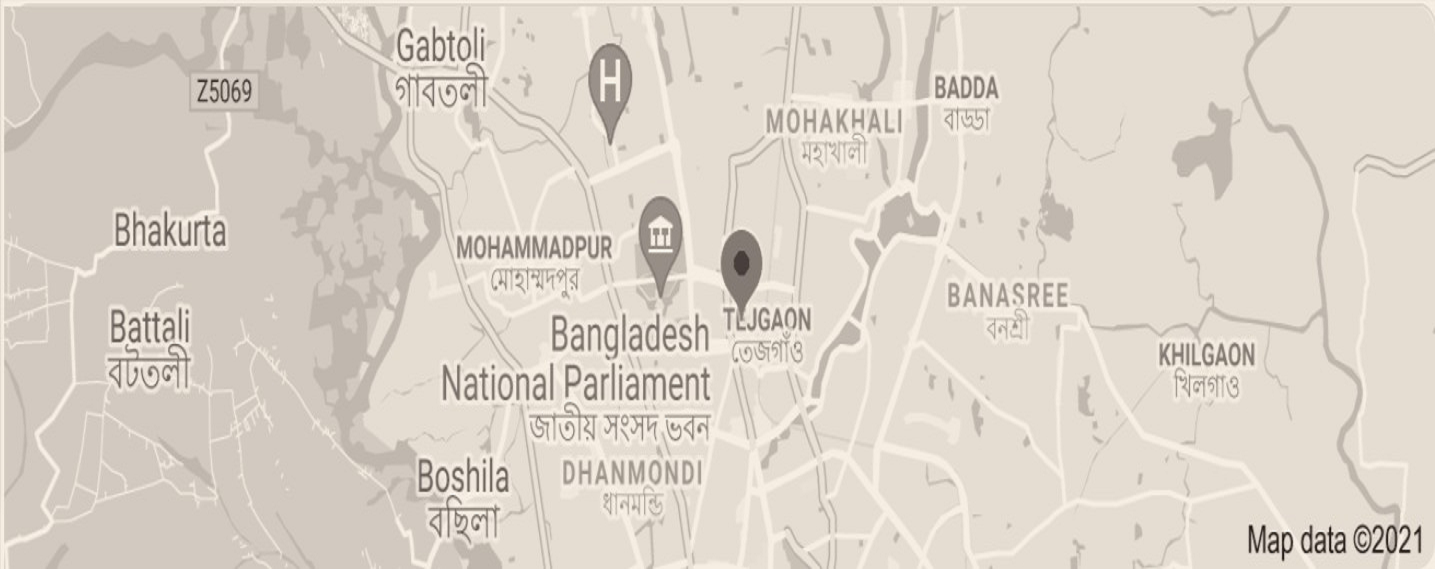 Gabtoli
গাবতলী
Z5069
H
BADDA
বাড্ডা
MOHAKHALI
মহাখালী
Bhakurta
MOHAMMADPUR
মোহাম্মদপুর
BANASREE
বনশ্রী
Battali
বটতলী
TEJGAON
তেজগাঁও
Bangladesh
National Parliament
জাতীয় সংসদ ভবন
KHILGAON
খিলগাও
Boshila
বছিলা
DHANMONDI
ধানমন্ডি
Map data ©2021